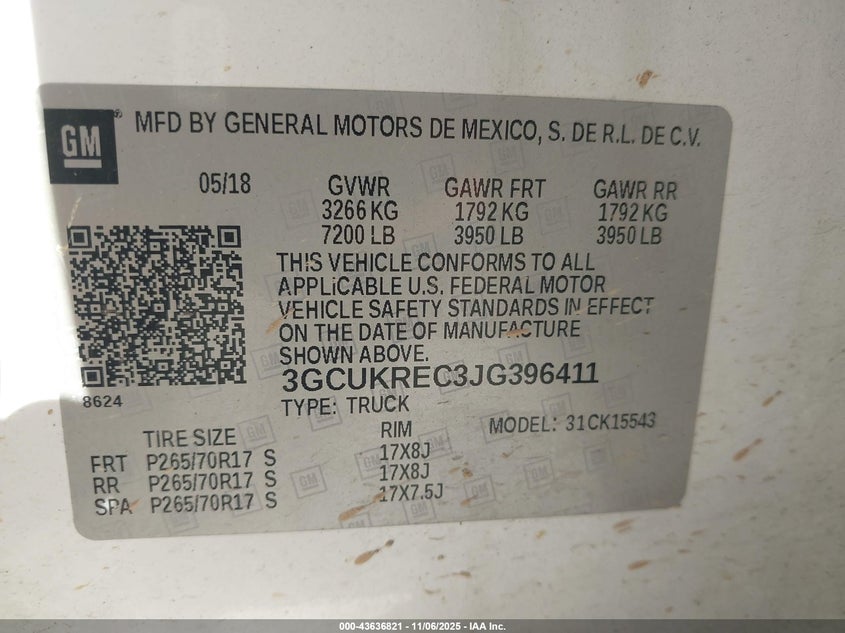 GM
MFD BY GENERAL MOTORS DE MEXICO, S. DE R.L. DE C.V.
05/18 GVWR GAWR FRT GAWR RR
3266 KG 1792 KG 1792 KG
7200 LB 3950 LB 3950 LB
THIS VEHICLE CONFORMS TO ALL
APPLICABLE U.S. FEDERAL MOTOR
VEHICLE SAFETY STANDARDS IN EFFECT
ON THE DATE OF MANUFACTURE
SHOWN ABOVE.
3GCUKREC3JG396411
8624
TYPE: TRUCK
MODEL: 31CK15543
TIRE SIZE RIM
FRT P265/70R17 S 17X8J
RR P265/70R17 S 17X8J
SPA P265/70R17 S 17X7.5J
000-43636821 - 11/06/2025 - IAA Inc.